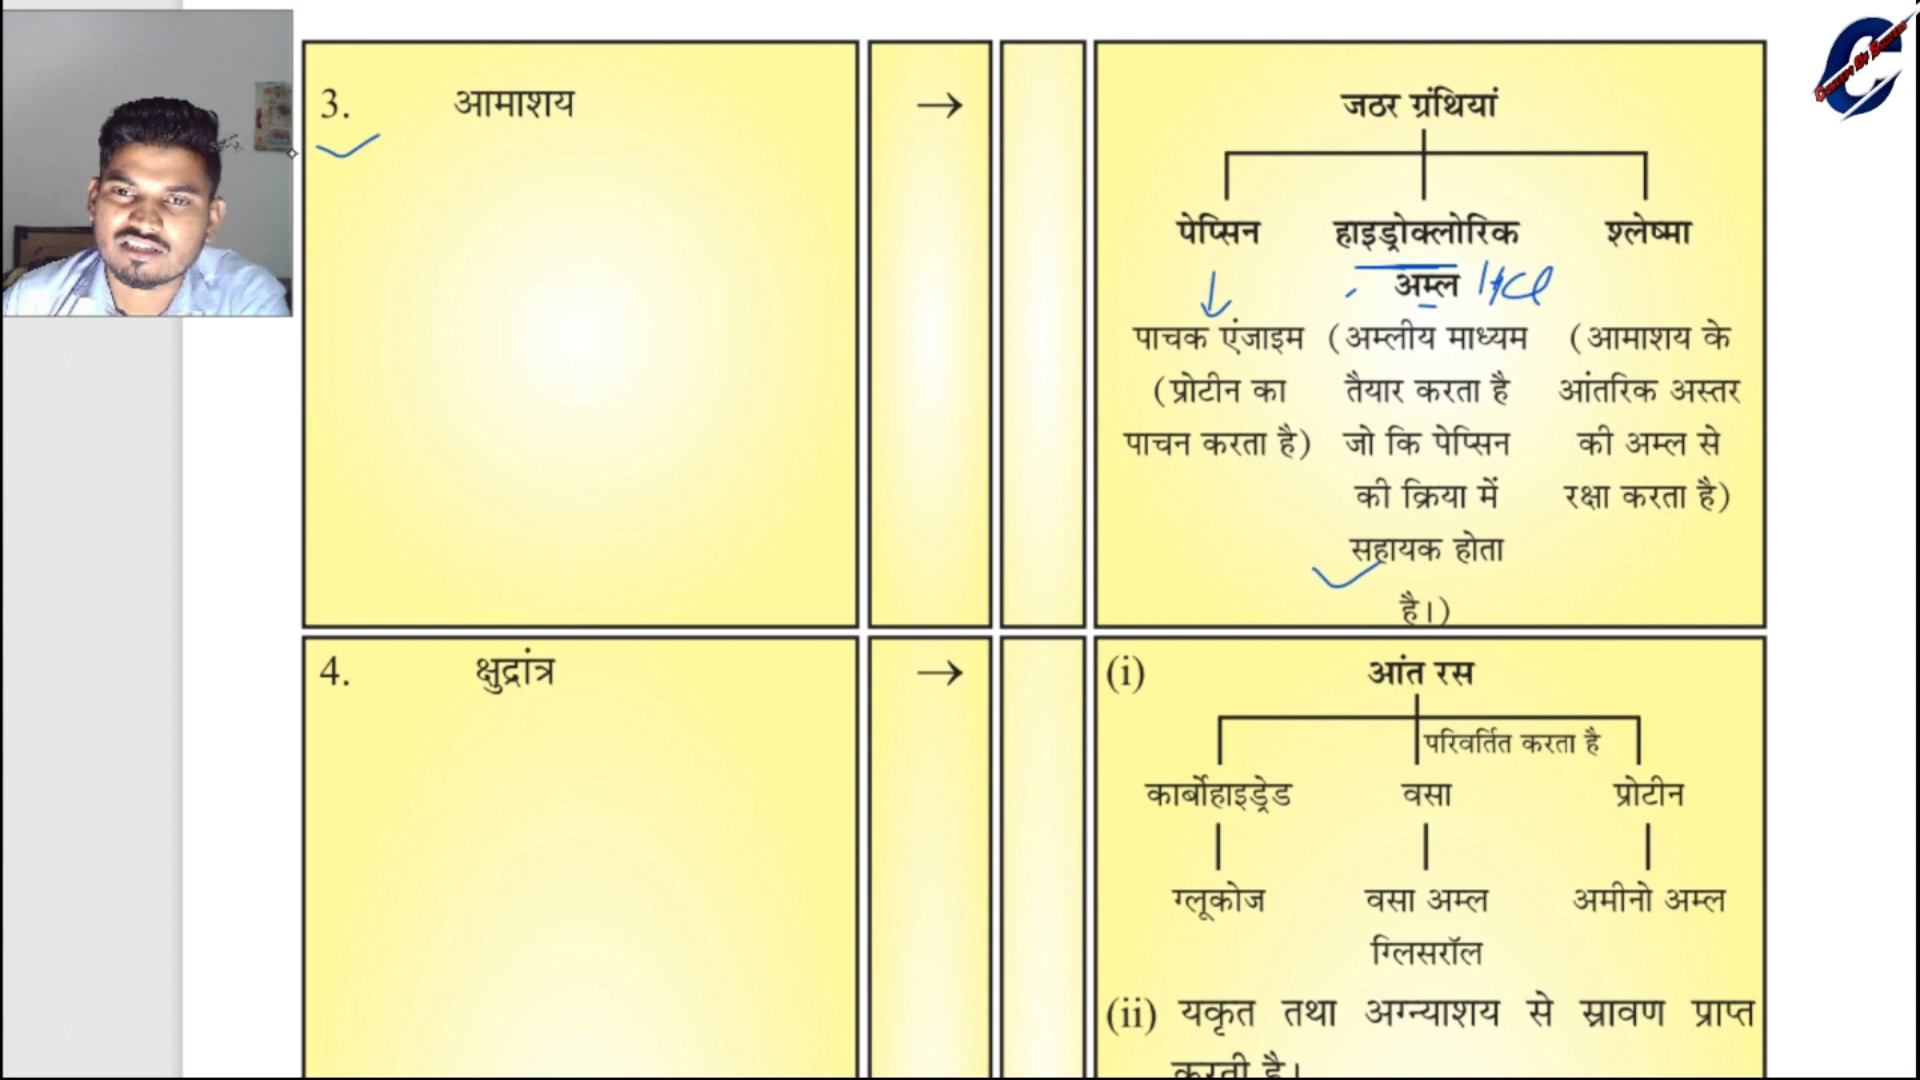 3. आमाशय → जठर ग्रंथियां
पेप्सिन हाइड्रोक्लोरिक श्लेष्मा
अम्ल HCl
पाचक एंजाइम (अम्लीय माध्यम (आमाशय के
(प्रोटीन का तैयार करता है आंतरिक अस्तर
पाचन करता है) जो कि पेप्सिन की अम्ल से
की क्रिया में रक्षा करता है)
सहायक होता
है।)
4. क्षुद्रांत्र → (i) आंत रस
परिवर्तित करता है
कार्बोहाइड्रेड वसा प्रोटीन
ग्लूकोज वसा अम्ल अमीनो अम्ल
ग्लिसरॉल
(ii) यकृत तथा अग्न्याशय से स्रावण प्राप्त
करती है।